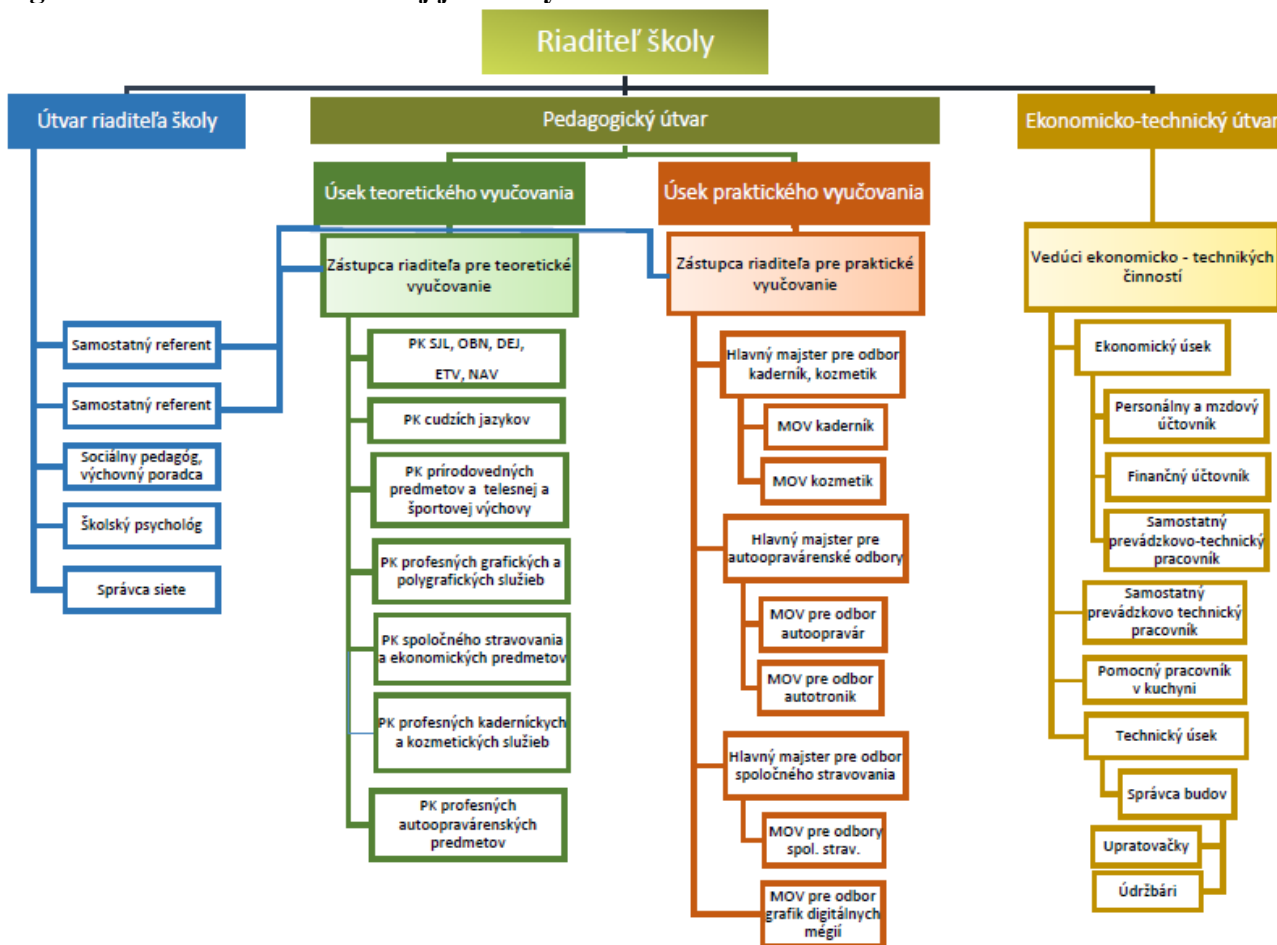 Riaditeľ školy
Útvar riaditeľa školy
Pedagogický útvar
Ekonomicko-technický útvar
Úsek teoretického vyučovania
Úsek praktického vyučovania
Zástupca riaditeľa pre teoretické
vyučovanie
Zástupca riaditeľa pre praktické
vyučovanie
Vedúci ekonomicko - technikých
činností
Samostatný referent
Samostatný referent
Sociálny pedagóg,
výchovný poradca
Školský psychológ
Správca siete
PK SJL, OBN, DEJ,
ETV, NAV
PK cudzích jazykov
PK prírodovedných
predmetov a telesnej a
športovej výchovy
PK profesných grafických a
polygrafických služieb
PK spoločného stravovania
a ekonomických predmetov
PK profesných kaderníckych
a kozmetických služieb
PK profesných
autoopravárenských
predmetov
Hlavný majster pre odbor
kaderník, kozmetik
MOV kaderník
MOV kozmetik
Hlavný majster pre
autoopravárenské odbory
MOV pre odbor
autoopravár
MOV pre odbor
autotronik
Hlavný majster pre odbor
spoločného stravovania
MOV pre odbory
spol. strav.
MOV pre odbor
grafik digitálnych
mégií
Ekonomický úsek
Personálny a mzdový
účtovník
Finančný účtovník
Samostatný
prevádzkovo-technický
pracovník
Samostatný
prevádzkovo technický
pracovník
Pomocný pracovník
v kuchyni
Technický úsek
Správca budov
Upratovačky
Údržbári